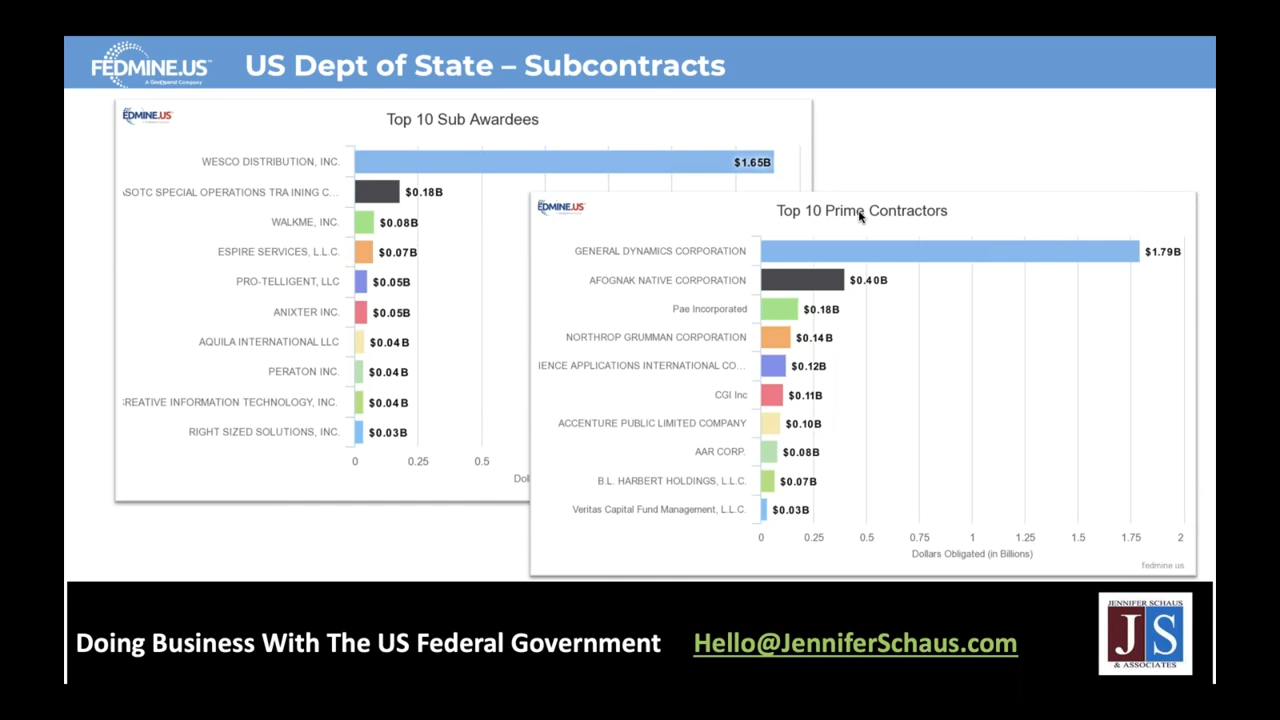 FEDMINE.US
A GovSpend Company
US Dept of State – Subcontracts
EDMINE.US
Top 10 Sub Awardees
WESCO DISTRIBUTION, INC.
$1.65B
SOTC SPECIAL OPERATIONS TRA INING C...
$0.18B
WALKME, INC.
$0.08B
ESPIRE SERVICES, L.L.C.
$0.07B
PRO-TELLIGENT, LLC
$0.05B
ANIXTER INC.
$0.05B
AQUILA INTERNATIONAL LLC
$0.04B
PERATON INC.
$0.04B
REATIVE INFORMATION TECHNOLOGY, INC.
$0.04B
RIGHT SIZED SOLUTIONS, INC.
$0.03B
0 0.25 0.5
Dol
EDMINE.US
Top 10 Prime Contractors
GENERAL DYNAMICS CORPORATION
$1.79B
AFOGNAK NATIVE CORPORATION
$0.40B
Pae Incorporated
$0.18B
NORTHROP GRUMMAN CORPORATION
$0.14B
IENCE APPLICATIONS INTERNATIONAL CO...
$0.12B
CGI Inc
$0.11B
ACCENTURE PUBLIC LIMITED COMPANY
$0.10B
AAR CORP.
$0.08B
B.L. HARBERT HOLDINGS, L.L.C.
$0.07B
Veritas Capital Fund Management, L.L.C.
$0.03B
0 0.25 0.5 0.75 1 1.25 1.5 1.75 2
Dollars Obligated (in Billions)
fedmine us
Doing Business With The US Federal Government
Hello@JenniferSchaus.com
JENNIFER SCHAUS
J S
& ASSOCIATES